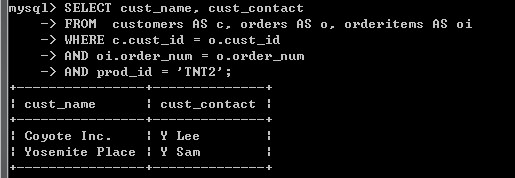 mysql> SELECT cust_name, cust_contact
    -> FROM  customers AS c, orders AS o, orderitems AS oi
    -> WHERE c.cust_id = o.cust_id
    -> AND oi.order_num = o.order_num
    -> AND prod_id = 'TNT2';
+----------------+--------------+
| cust_name      | cust_contact |
+----------------+--------------+
| Coyote Inc.    | Y Lee        |
| Yosemite Place | Y Sam        |
+----------------+--------------+